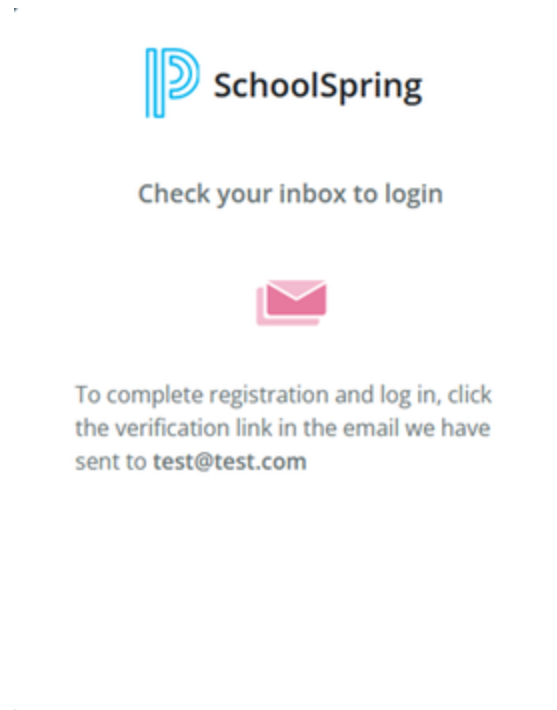 SchoolSpring
Check your inbox to login
To complete registration and log in, click
the verification link in the email we have
sent to test@test.com